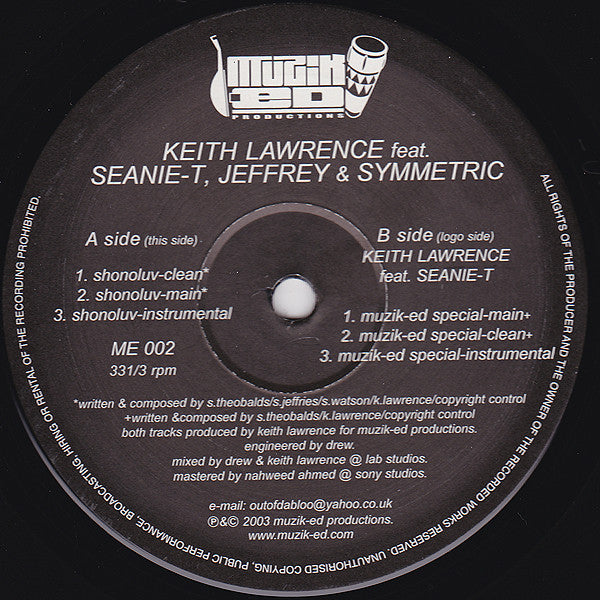 MUZIK
ED
PRODUCTIONS
KEITH LAWRENCE feat.
SEANIE-T, JEFFREY & SYMMETRIC
A side (this side)
1. shonoluv-clean*
2. shonoluv-main*
3. shonoluv-instrumental
ME 002
331/3 rpm
B side (logo side)
KEITH LAWRENCE
feat. SEANIE-T
1. muzik-ed special-main+
2. muzik-ed special-clean+
3. muzik-ed special-instrumental
*written & composed by s.theobalds/s.jeffries/s.watson/k.lawrence/copyright control
+written &composed by s.theobalds/k.lawrence/copyright control
both tracks produced by keith lawrence for muzik-ed productions.
engineered by drew.
mixed by drew & keith lawrence @ lab studios.
mastered by nahweed ahmed @ sony studios.
e-mail: outofdabloo@yahoo.co.uk
℗&© 2003 muzik-ed productions.
www.muzik-ed.com
ALL RIGHTS OF THE PRODUCER AND THE OWNER OF THE RECORDED WORKS RESERVED. UNAUTHORISED COPYING, PUBLIC PERFORMANCE BROADCASTING, HIRING OR RENTAL OF THE RECORDING PROHIBITED.